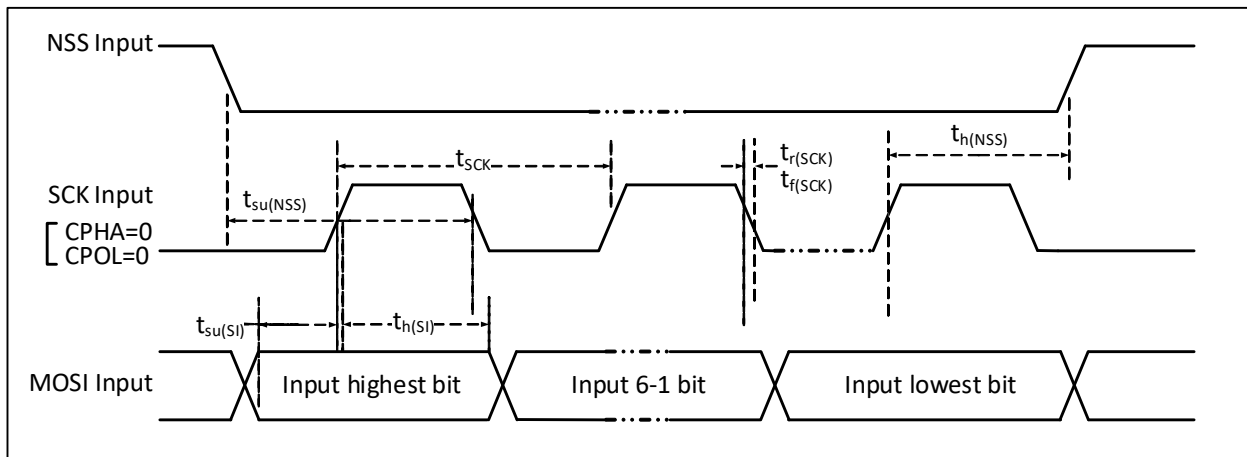 NSS Input
t_SCK
t_r(SCK)
t_f(SCK)
t_h(NSS)
SCK Input
t_su(NSS)
CPHA=0
CPOL=0
t_su(SI)
t_h(SI)
MOSI Input
Input highest bit
Input 6-1 bit
Input lowest bit